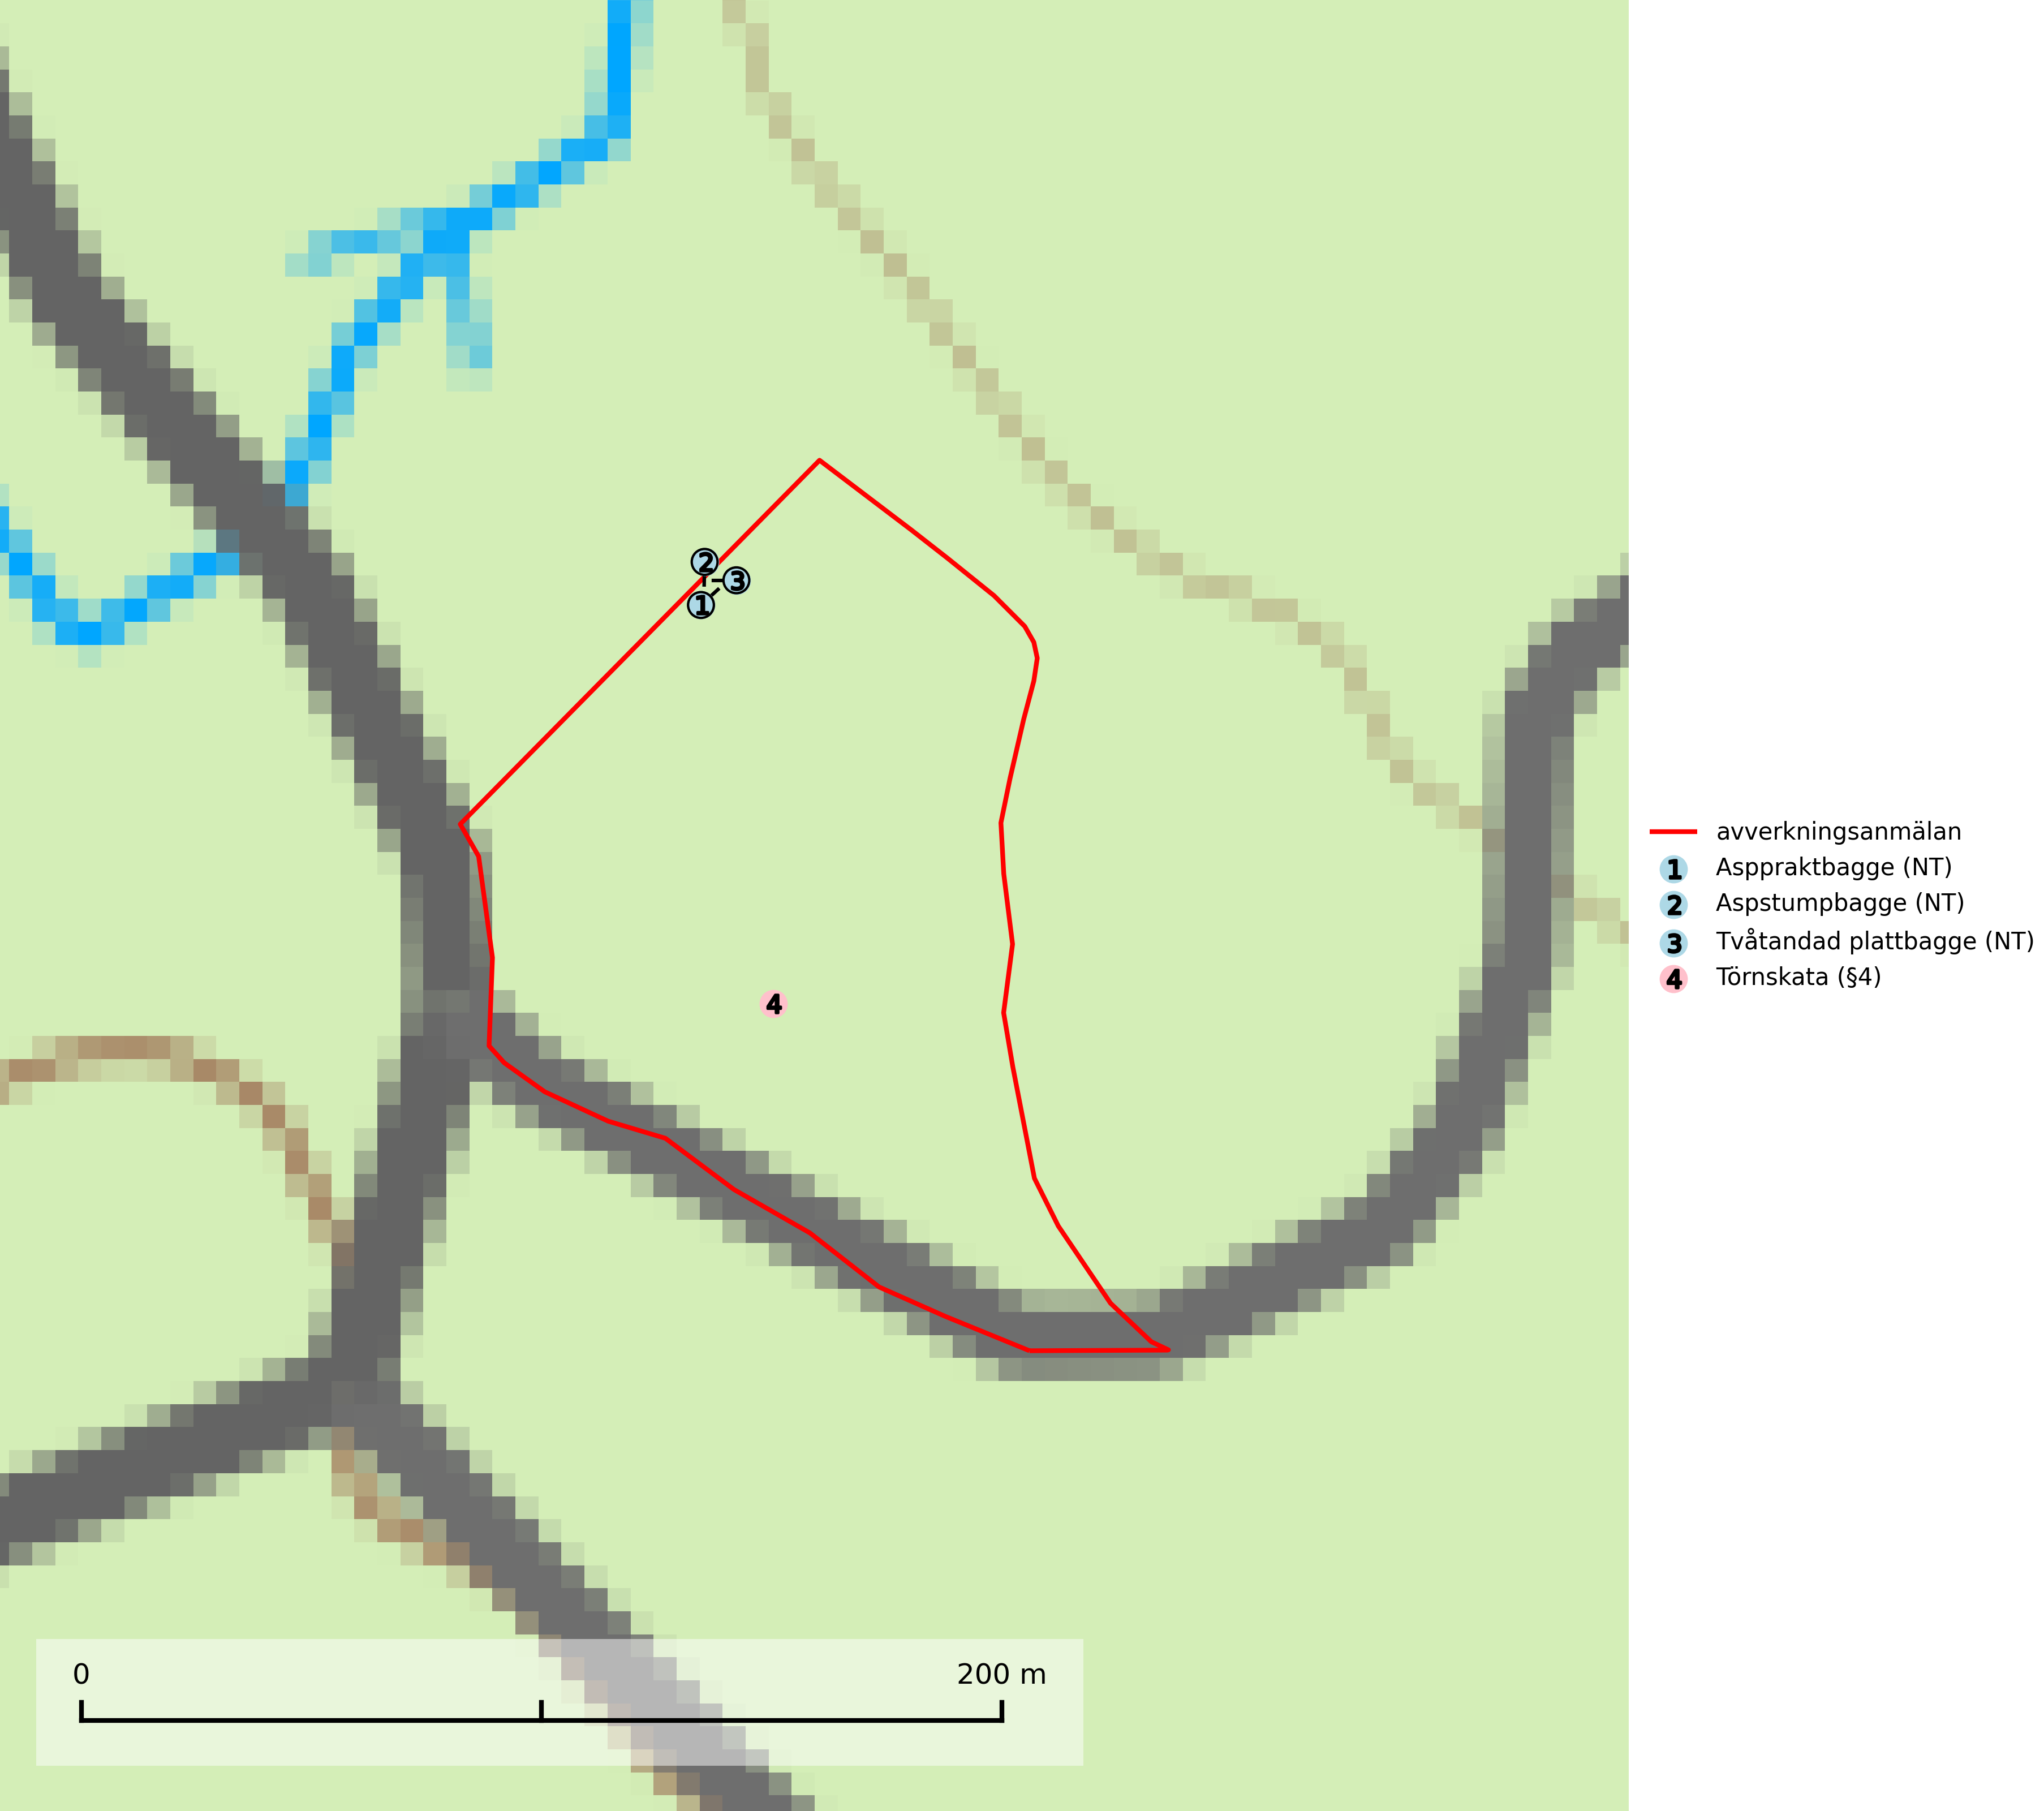 2
3
1
4
avverkningsanmälan
1 Asppraktbagge (NT)
2 Aspstumpbagge (NT)
3 Tvåtandad plattbagge (NT)
4 Törnskata (§4)
0 200 m